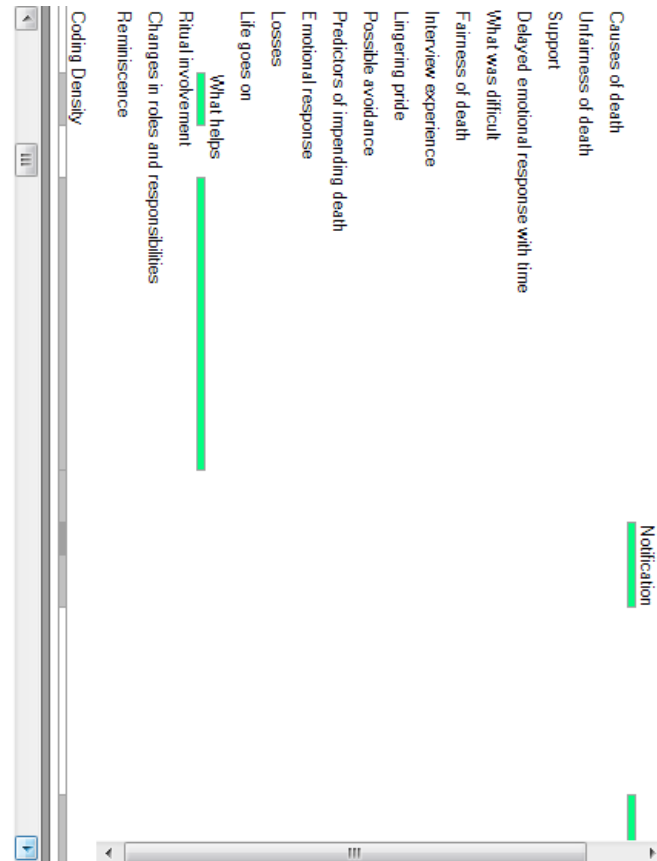 Notification
Causes of death
Unfairness of death
Support
Delayed emotional response with time
What was difficult
Fairness of death
Interview experience
Lingering pride
Possible avoidance
Predictors of impending death
Emotional response
Losses
Life goes on
What helps
Ritual involvement
Changes in roles and responsibilities
Reminiscence
Coding Density